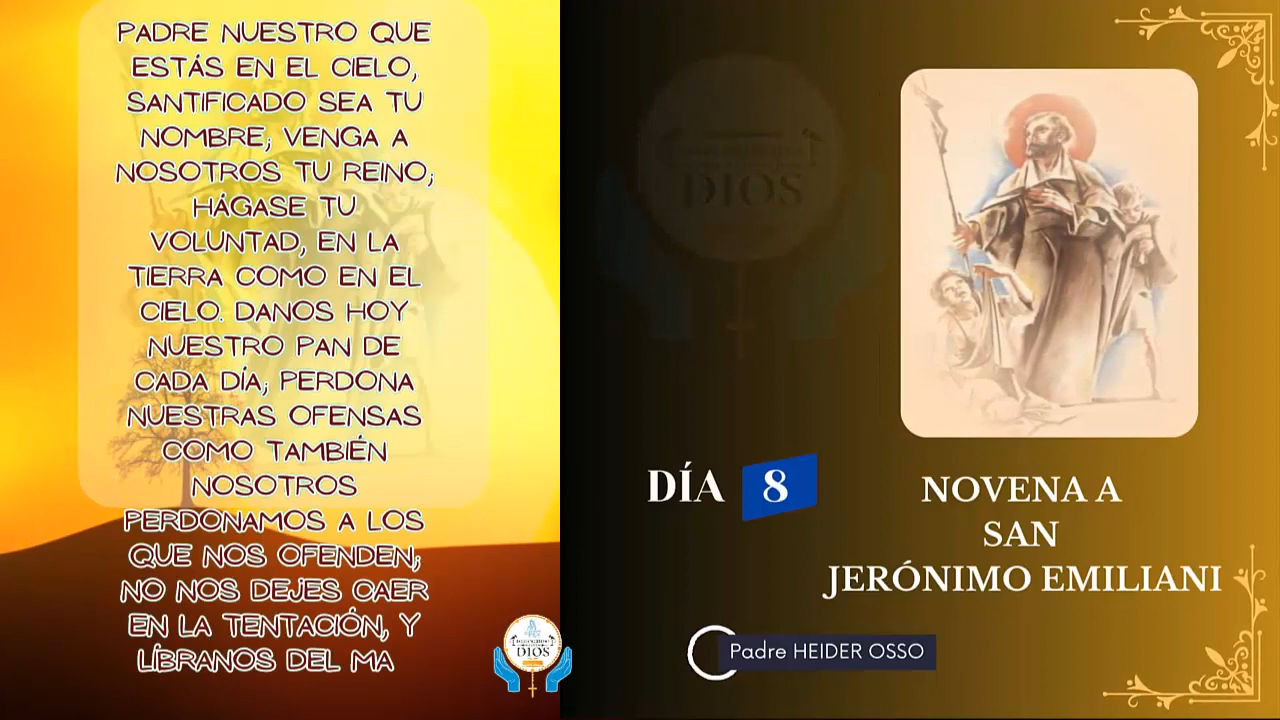 PADRE NUESTRO QUE
ESTÁS EN EL CIELO,
SANTIFICADO SEA TU
NOMBRE; VENGA A
NOSOTROS TU REINO;
HÁGASE TU
VOLUNTAD, EN LA
TIERRA COMO EN EL
CIELO. DANOS HOY
NUESTRO PAN DE
CADA DÍA; PERDONA
NUESTRAS OFENSAS
COMO TAMBIÉN
NOSOTROS
PERDONAMOS A LOS
QUE NOS OFENDEN;
NO NOS DEJES CAER
EN LA TENTACIÓN, Y
LÍBRANOS DEL MA
DIOS
DIOS
DÍA 8
NOVENA A
SAN
JERÓNIMO EMILIANI
Padre HEIDER OSSO